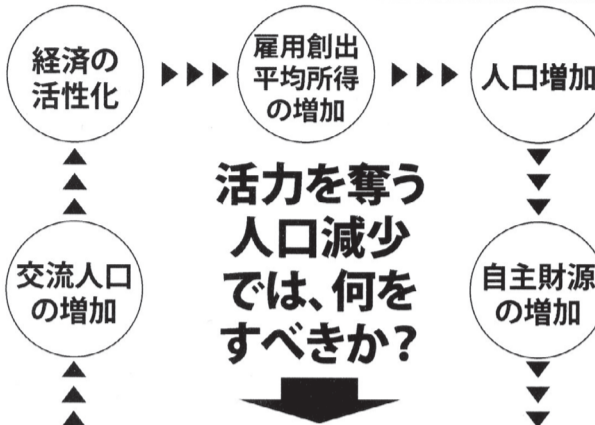 経済の
活性化
雇用創出
平均所得
の増加
人口増加
活力を奪う
人口減少
では、何を
すべきか?
交流人口
の増加
自主財源
の増加